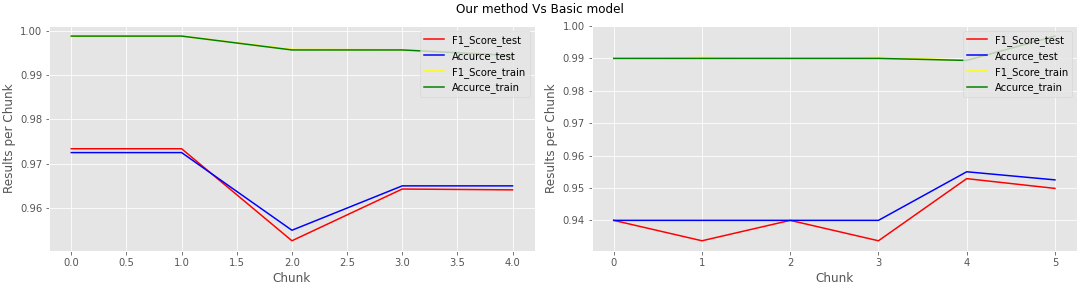 Our method Vs Basic model
Results per Chunk
1.00
0.99
0.98
0.97
0.96
0.0 0.5 1.0 1.5 2.0 2.5 3.0 3.5 4.0
Chunk
F1_Score_test
Accurce_test
F1_Score_train
Accurce_train
Results per Chunk
1.00
0.99
0.98
0.97
0.96
0.95
0.94
0 1 2 3 4 5
Chunk
F1_Score_test
Accurce_test
F1_Score_train
Accurce_train